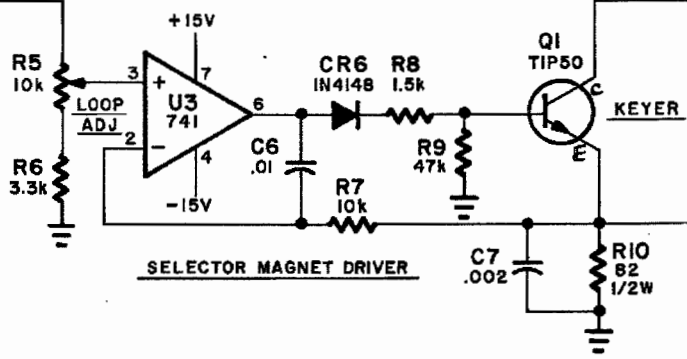 +15V
R5
10k
LOOP
ADJ
3
+
7
U3
741
6
2
−
4
-15V
R6
3.3k
C6
.01
CR6
1N4148
R8
1.5k
R9
47k
R7
10k
Q1
TIP50
C
E
KEYER
C7
.002
R10
82
1/2W
SELECTOR MAGNET DRIVER